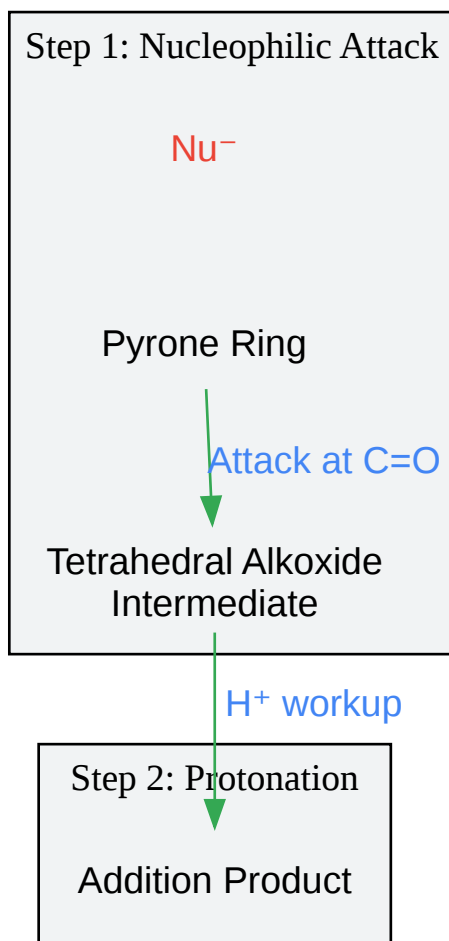 Step 1: Nucleophilic Attack
Nu⁻
Pyrone Ring
Attack at C=O
Tetrahedral Alkoxide
Intermediate
H⁺ workup
Step 2: Protonation
Addition Product